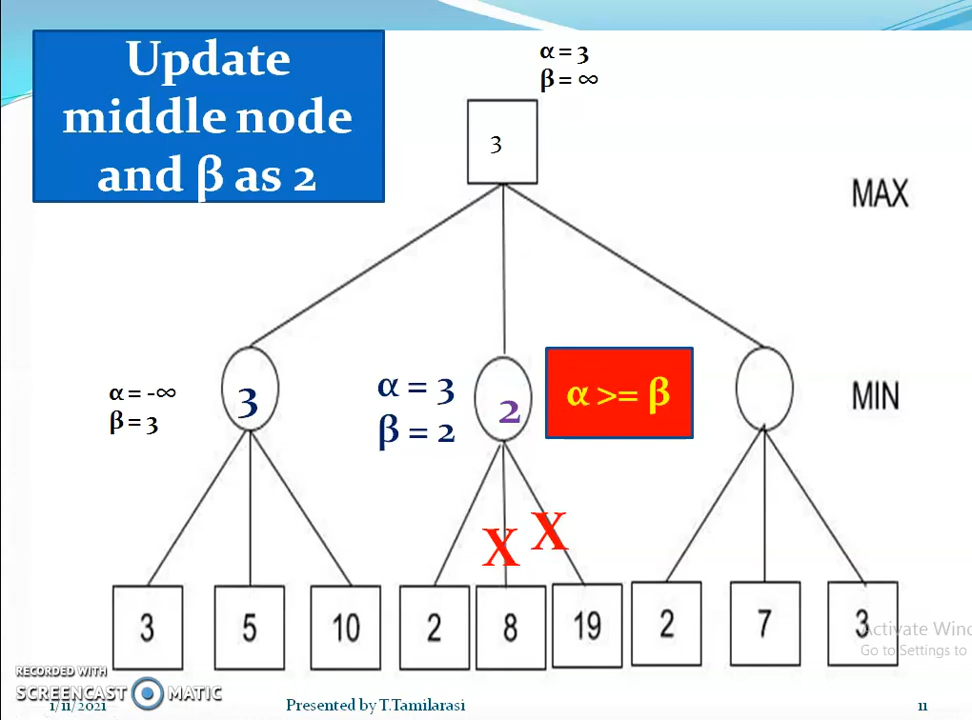 Update
middle node
and β as 2
α = 3
β = ∞
3
MAX
α = -∞
β = 3
3
α = 3
β = 2
2
α >= β
MIN
X X
3 5 10 2 8 19 2 7 3
Activate Wind
Go to Settings to
RECORDED WITH
SCREENCAST MATIC
1/11/2021
Presented by T.Tamilarasi
11